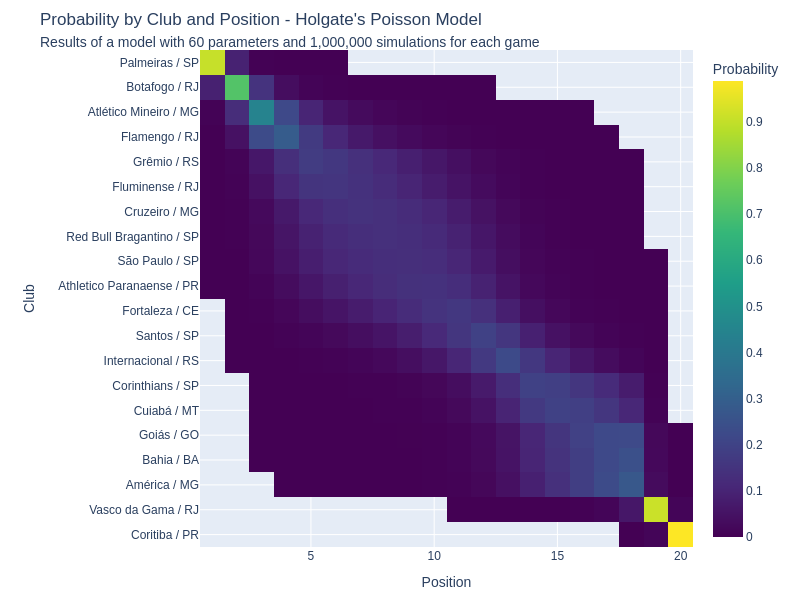 Probability by Club and Position - Holgate's Poisson Model
Results of a model with 60 parameters and 1,000,000 simulations for each game
Probability
Palmeiras / SP
Botafogo / RJ
Atlético Mineiro / MG
Flamengo / RJ
Grêmio / RS
Fluminense / RJ
Cruzeiro / MG
Red Bull Bragantino / SP
São Paulo / SP
Athletico Paranaense / PR
Fortaleza / CE
Santos / SP
Internacional / RS
Corinthians / SP
Cuiabá / MT
Goiás / GO
Bahia / BA
América / MG
Vasco da Gama / RJ
Coritiba / PR
Club
5 10 15 20
Position
0.9
0.8
0.7
0.6
0.5
0.4
0.3
0.2
0.1
0